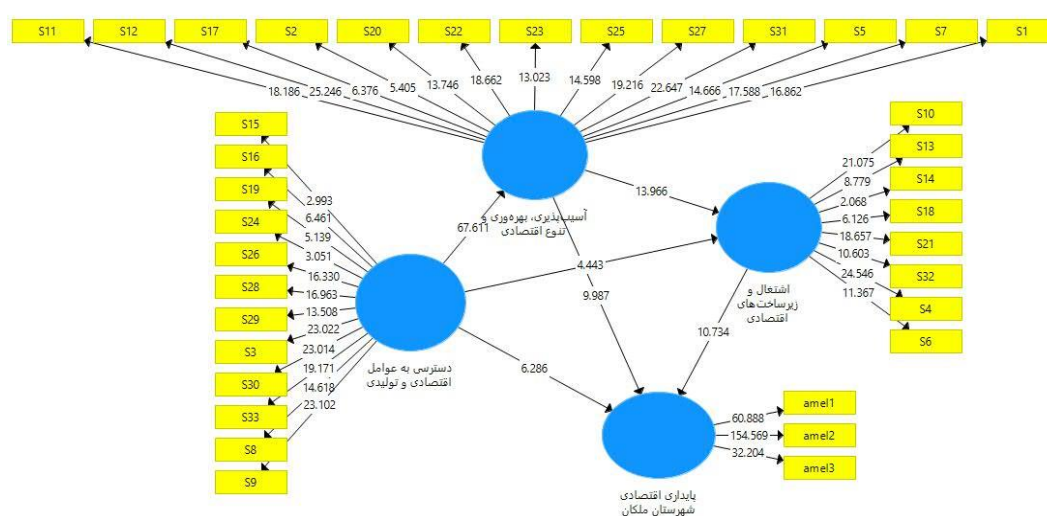 S11 S12 S17 S2 S20 S22 S23 S25 S27 S31 S5 S7 S1
18.186 25.246 6.376 5.405 13.746 18.662 13.023 14.598 19.216 22.647 14.666 17.588 16.862
S15
S16
S19
S24
S26
S28
S29
S3
S30
S33
S8
S9
2.993
6.461
5.139
3.051
16.330
16.963
13.508
23.022
23.014
19.171
14.618
23.102
آسیب‌پذیری، بهره‌وری و
تنوع اقتصادی
67.611
13.966
4.443
9.987
6.286
10.734
دسترسی به عوامل
اقتصادی و تولیدی
اشتغال و
زیرساخت‌های
اقتصادی
S10
S13
S14
S18
S21
S32
S4
S6
21.075
8.779
2.068
6.126
18.657
10.603
24.546
11.367
60.888
154.569
32.204
amel1
amel2
amel3
پایداری اقتصادی
شهرستان ملکان